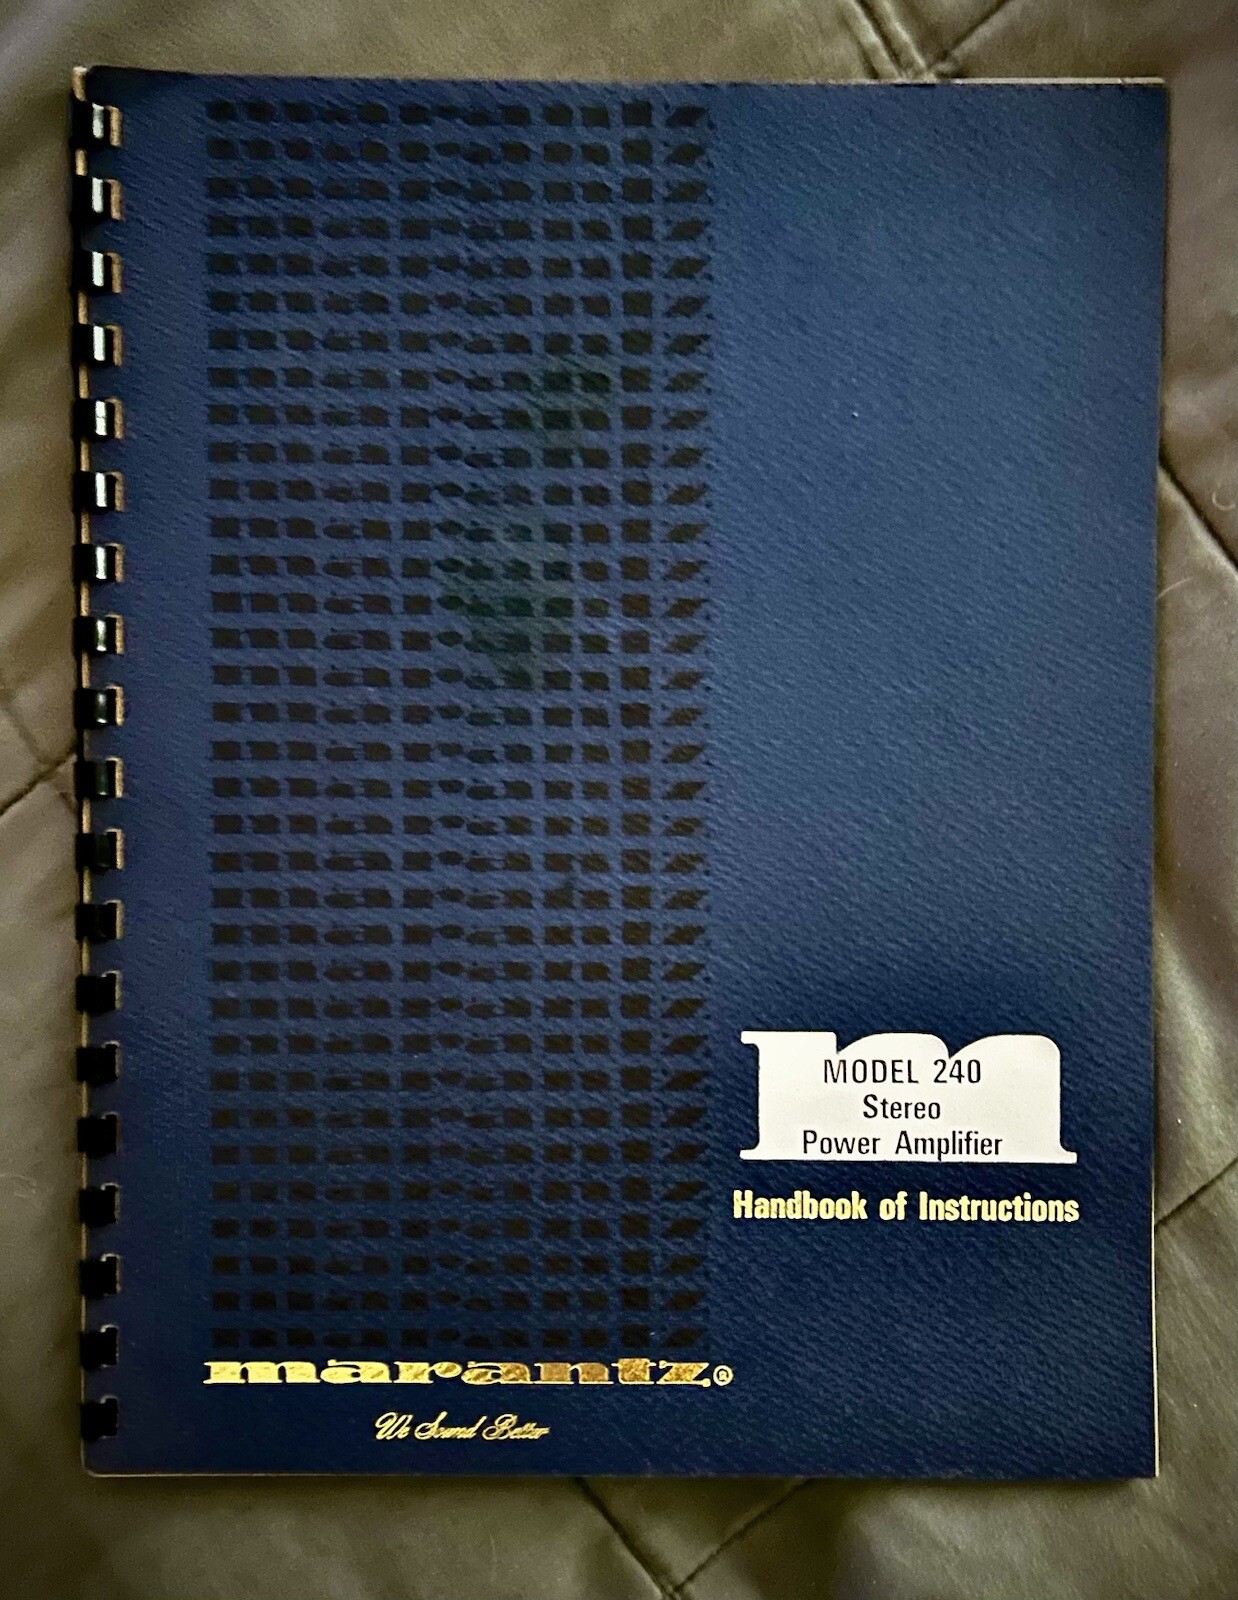 MODEL 240
Stereo
Power Amplifier
Handbook of Instructions
marantz®
We Sound Better